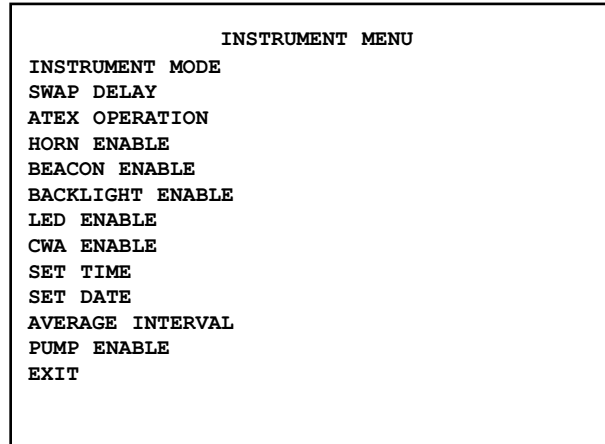 INSTRUMENT MENU
INSTRUMENT MODE
SWAP DELAY
ATEX OPERATION
HORN ENABLE
BEACON ENABLE
BACKLIGHT ENABLE
LED ENABLE
CWA ENABLE
SET TIME
SET DATE
AVERAGE INTERVAL
PUMP ENABLE
EXIT